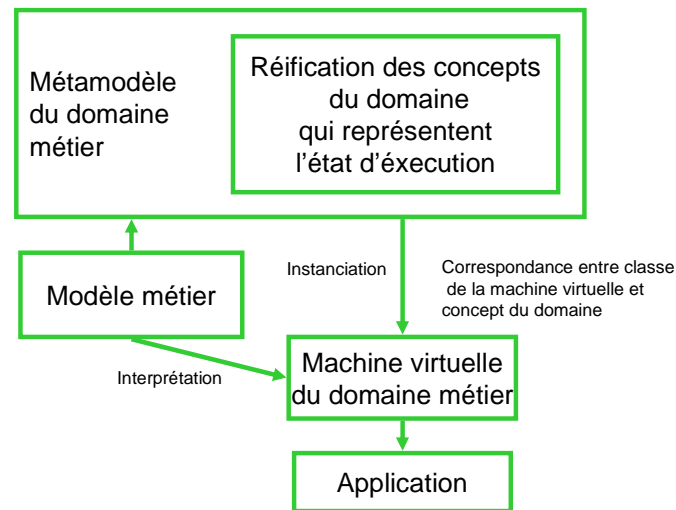 Métamodèle
du domaine
métier
Réification des concepts
du domaine
qui représentent
l'état d'éxecution
Instanciation
Correspondance entre classe
de la machine virtuelle et
concept du domaine
Modèle métier
Interprétation
Machine virtuelle
du domaine métier
Application